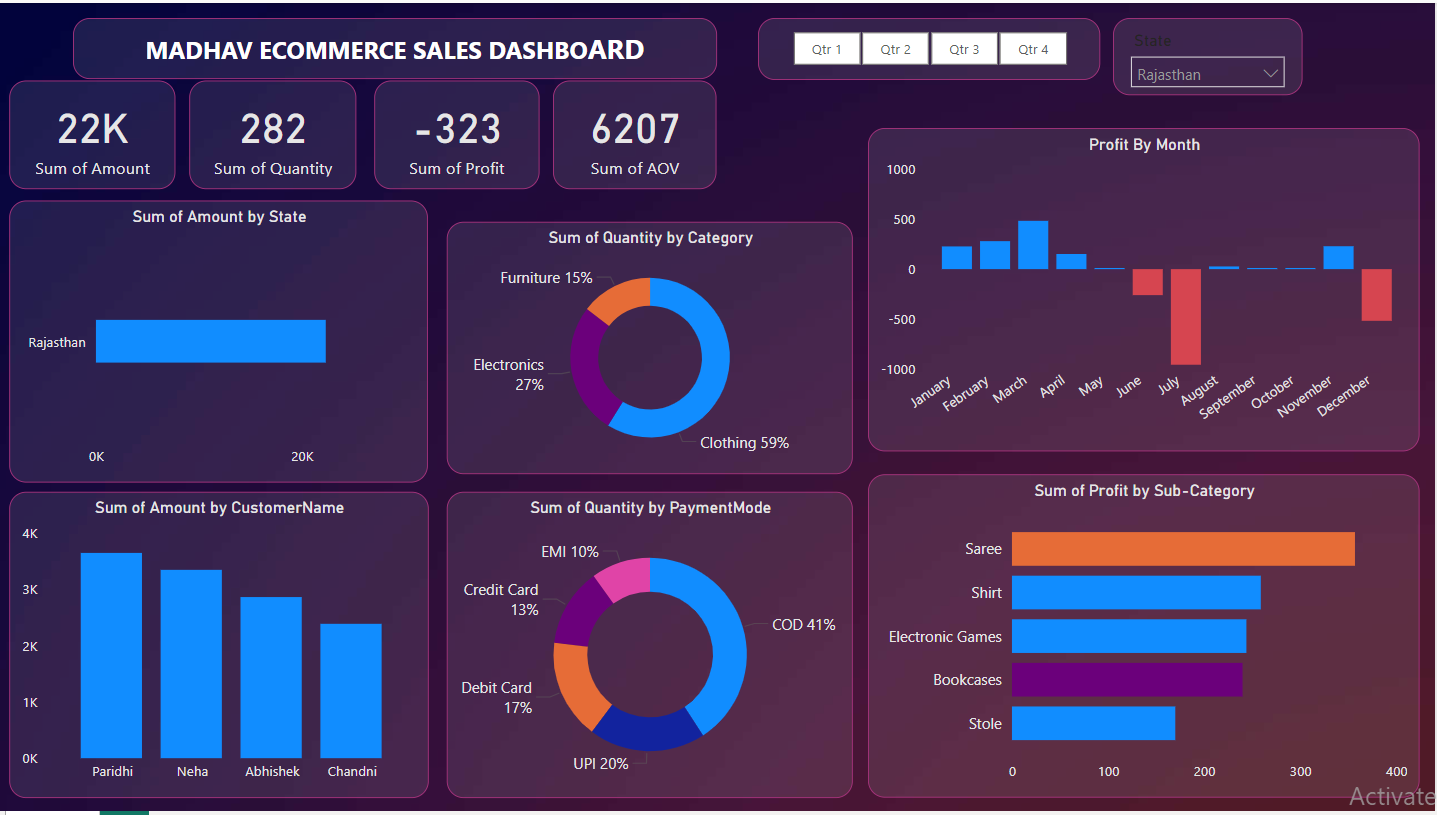 MADHAV ECOMMERCE SALES DASHBOARD
Qtr 1
Qtr 2
Qtr 3
Qtr 4
State
Rajasthan
22K
Sum of Amount
282
Sum of Quantity
-323
Sum of Profit
6207
Sum of AOV
Sum of Amount by State
Rajasthan
0K
20K
Sum of Quantity by Category
Furniture 15%
Electronics
27%
Clothing 59%
Profit By Month
1000
500
0
-500
-1000
January
February
March
April
May
June
July
August
September
October
November
December
Sum of Amount by CustomerName
4K
3K
2K
1K
0K
Paridhi
Neha
Abhishek
Chandni
Sum of Quantity by PaymentMode
EMI 10%
Credit Card
13%
COD 41%
Debit Card
17%
UPI 20%
Sum of Profit by Sub-Category
Saree
Shirt
Electronic Games
Bookcases
Stole
0
100
200
300
400
Activate